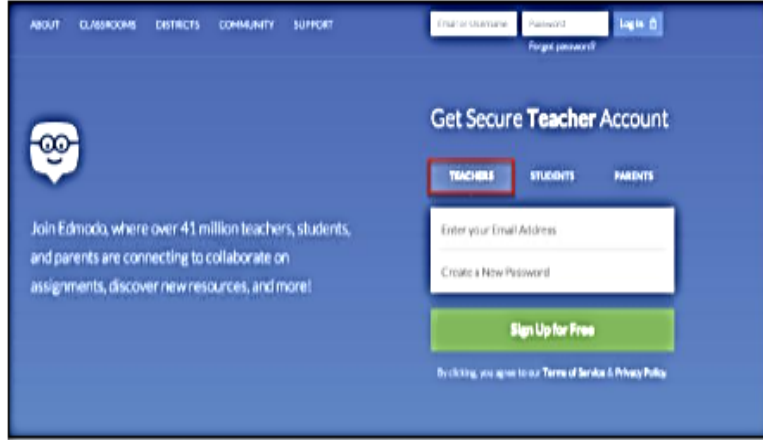 ABOUT CLASSROOMS DISTRICTS COMMUNITY SUPPORT
Email or Username Password Log in
Forgot password?
Get Secure Teacher Account
TEACHERS STUDENTS PARENTS
Join Edmodo, where over 41 million teachers, students,
and parents are connecting to collaborate on
assignments, discover new resources, and more!
Enter your Email Address
Create a New Password
Sign Up for Free
By clicking, you agree to our Terms of Service & Privacy Policy